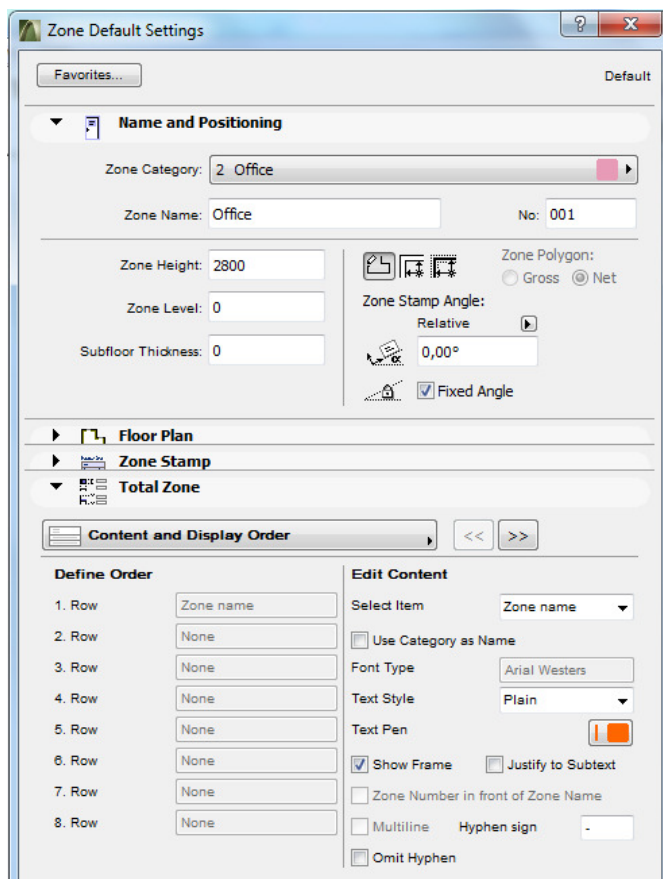 Zone Default Settings
Favorites...
Default
Name and Positioning
Zone Category: 2 Office
Zone Name: Office No: 001
Zone Height: 2800
Zone Level: 0
Subfloor Thickness: 0
Zone Polygon:
Gross Net
Zone Stamp Angle:
Relative
α 0,00°
Fixed Angle
Floor Plan
Zone Stamp
Total Zone
Content and Display Order << >>
Define Order
1. Row Zone name
2. Row None
3. Row None
4. Row None
5. Row None
6. Row None
7. Row None
8. Row None
Edit Content
Select Item Zone name
Use Category as Name
Font Type Arial Westers
Text Style Plain
Text Pen
Show Frame Justify to Subtext
Zone Number in front of Zone Name
Multiline Hyphen sign -
Omit Hyphen